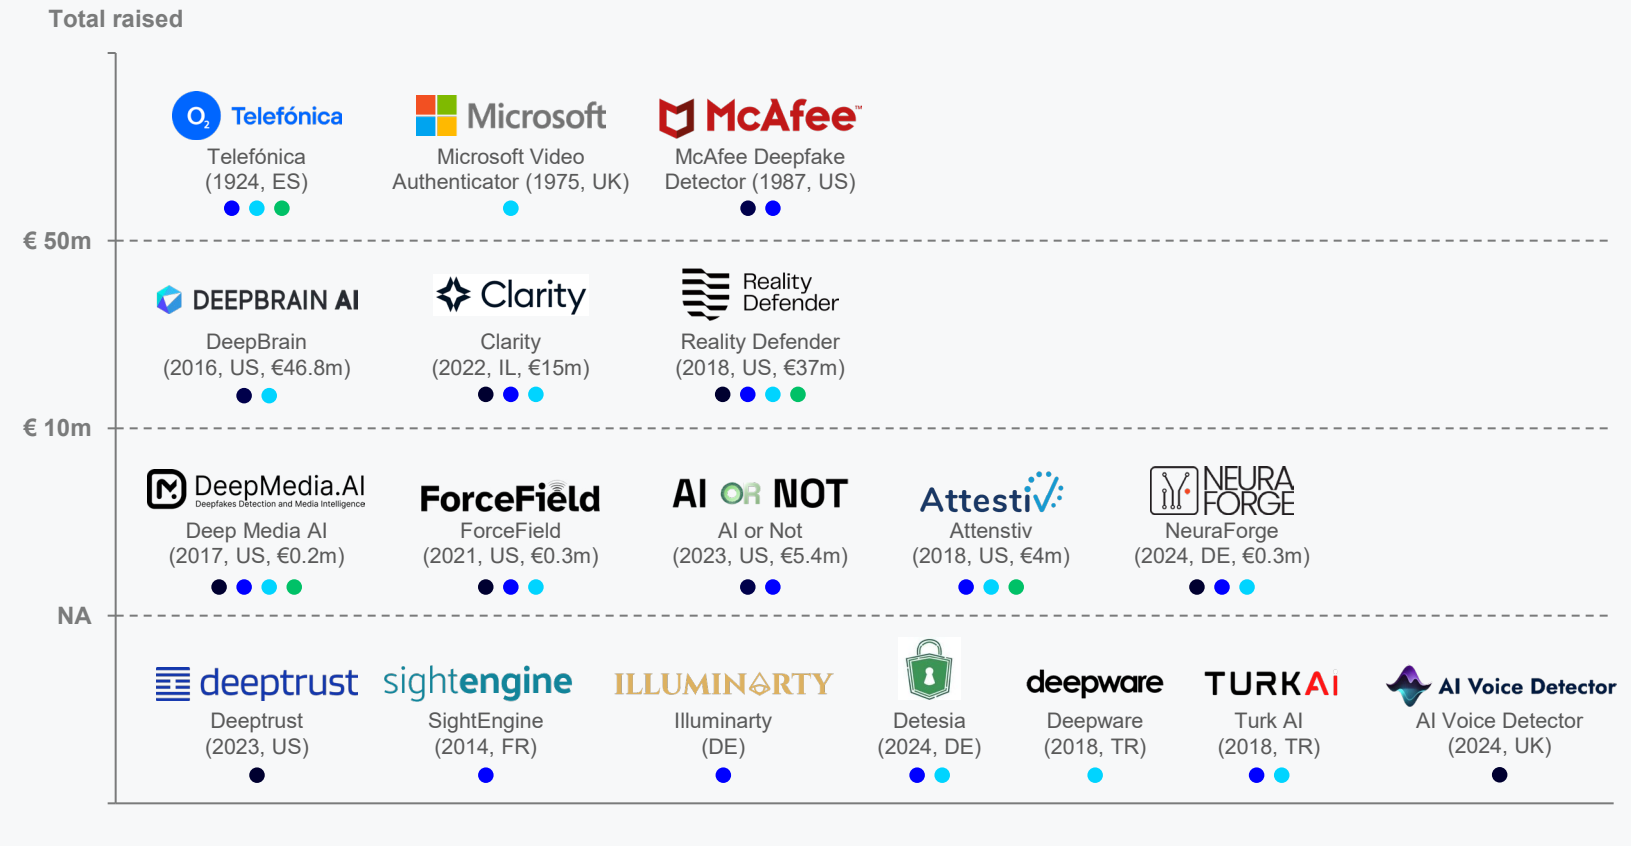 Total raised
O2 Telefónica
Microsoft
McAfee™
Telefónica
(1924, ES)
Microsoft Video
Authenticator (1975, UK)
McAfee Deepfake
Detector (1987, US)
€ 50m
DEEPBRAIN AI
Clarity
Reality
Defender
DeepBrain
(2016, US, €46.8m)
Clarity
(2022, IL, €15m)
Reality Defender
(2018, US, €37m)
€ 10m
DeepMedia.AI
Deepfakes Detection and Media Intelligence
ForceField
AI OR NOT
Attestiv
NEURA
FORGE
Deep Media AI
(2017, US, €0.2m)
ForceField
(2021, US, €0.3m)
AI or Not
(2023, US, €5.4m)
Attenstiv
(2018, US, €4m)
NeuraForge
(2024, DE, €0.3m)
NA
deeptrust
sightengine
ILLUMINARTY
deepware
TURKAi
AI Voice Detector
Deeptrust
(2023, US)
SightEngine
(2014, FR)
Illuminarty
(DE)
Detesia
(2024, DE)
Deepware
(2018, TR)
Turk AI
(2018, TR)
AI Voice Detector
(2024, UK)